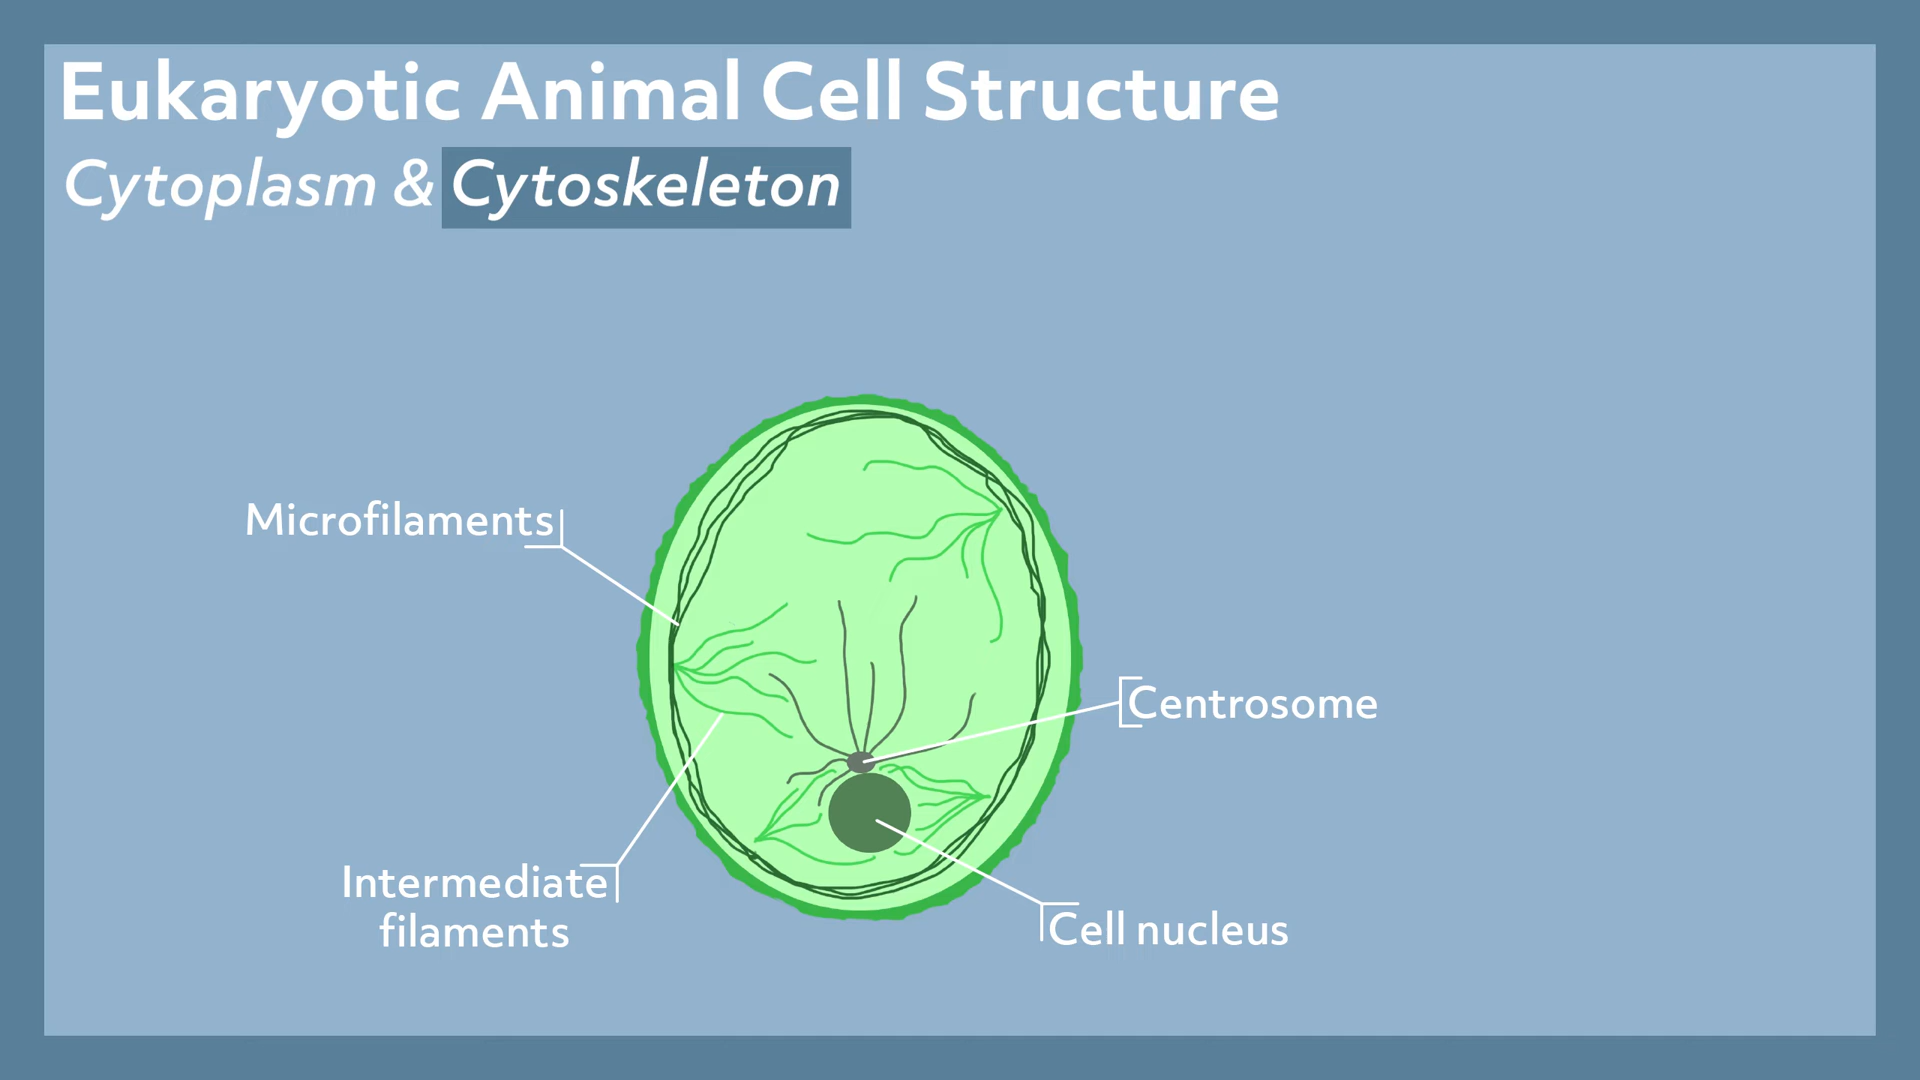 Eukaryotic Animal Cell Structure
Cytoplasm & Cytoskeleton
Microfilaments
Centrosome
Intermediate
filaments
Cell nucleus